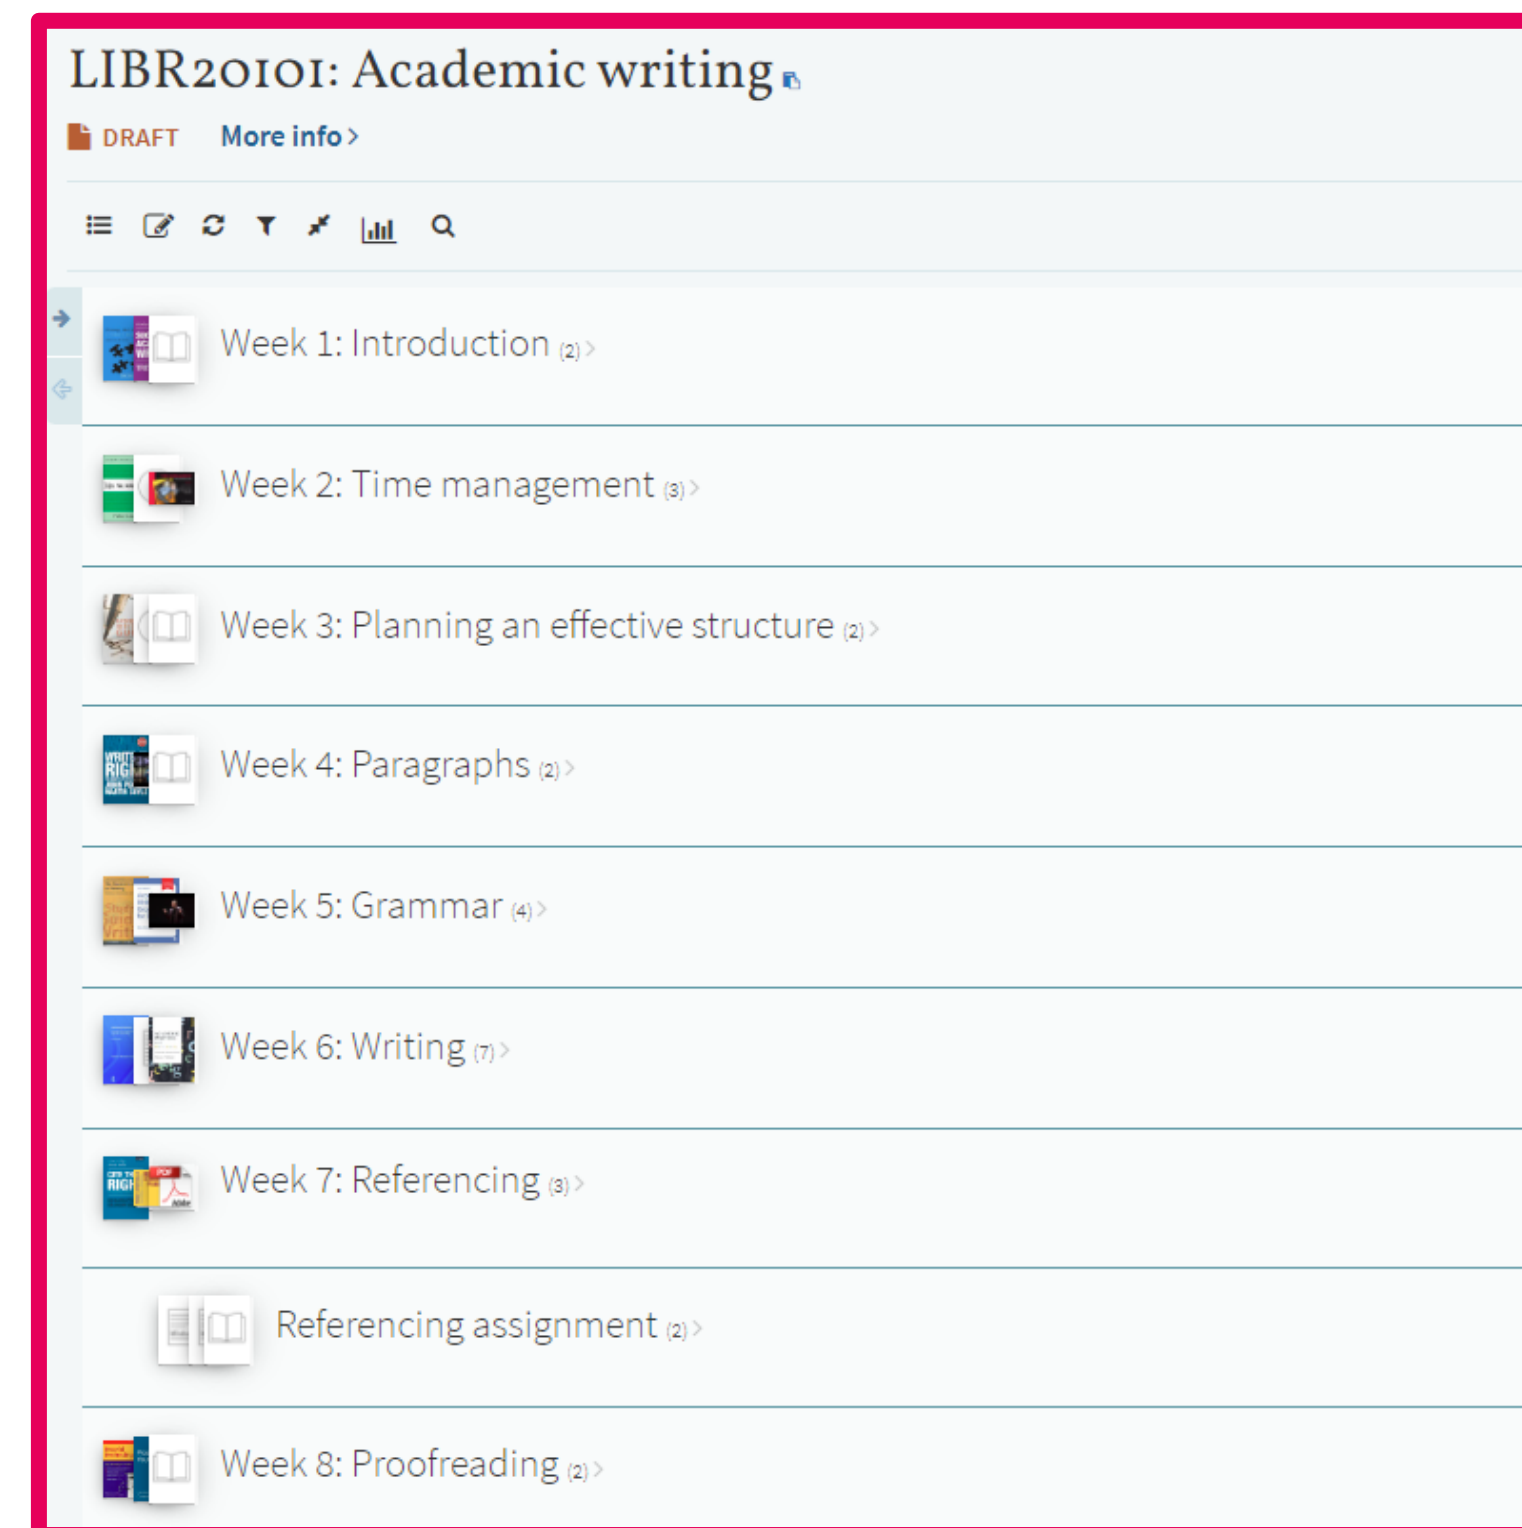 LIBR20101: Academic writing
DRAFT More info >
Week 1: Introduction (2) >
Week 2: Time management (3) >
Week 3: Planning an effective structure (2) >
Week 4: Paragraphs (2) >
Week 5: Grammar (4) >
Week 6: Writing (7) >
Week 7: Referencing (3) >
PDF
Referencing assignment (2) >
Week 8: Proofreading (2) >